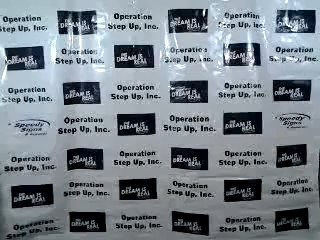 Operation
Step Up, Inc.
THE
DREAM IS
REAL
Operation
Step Up, Inc.
THE
DREAM IS
REAL
Operation
Step Up, Inc.
THE
DREAM IS
REAL
Operation
Step Up, Inc.
THE
DREAM IS
REAL
Operation
Step Up, Inc.
THE
DREAM IS
REAL
Operation
Step Up, Inc.
Operation
Step Up, Inc.
THE
DREAM IS
REAL
Operation
Step Up, Inc.
THE
DREAM IS
REAL
Operation
Step Up, Inc.
THE
DREAM IS
REAL
Speedy
Signs
Operation
Step Up, Inc.
THE
DREAM IS
REAL
Operation
Step Up, Inc.
THE
DREAM IS
REAL
Speedy
Signs
Operation
Step Up, Inc.
THE
DREAM IS
REAL
Operation
Step Up, Inc.
THE
DREAM IS
REAL
Operation
Step Up, Inc.
THE
DREAM IS
REAL
Operation
Step Up, Inc.
THE
DREAM IS
REAL
Operation
Step Up, Inc.
THE
DREAM IS
REAL
Operation
Step Up, Inc.
Operation
Step Up, Inc.
THE
DREAM IS
REAL
Operation
Step Up, Inc.
THE
DREAM IS
REAL
Operation
Step Up, Inc.
THE
DREAM IS
REAL